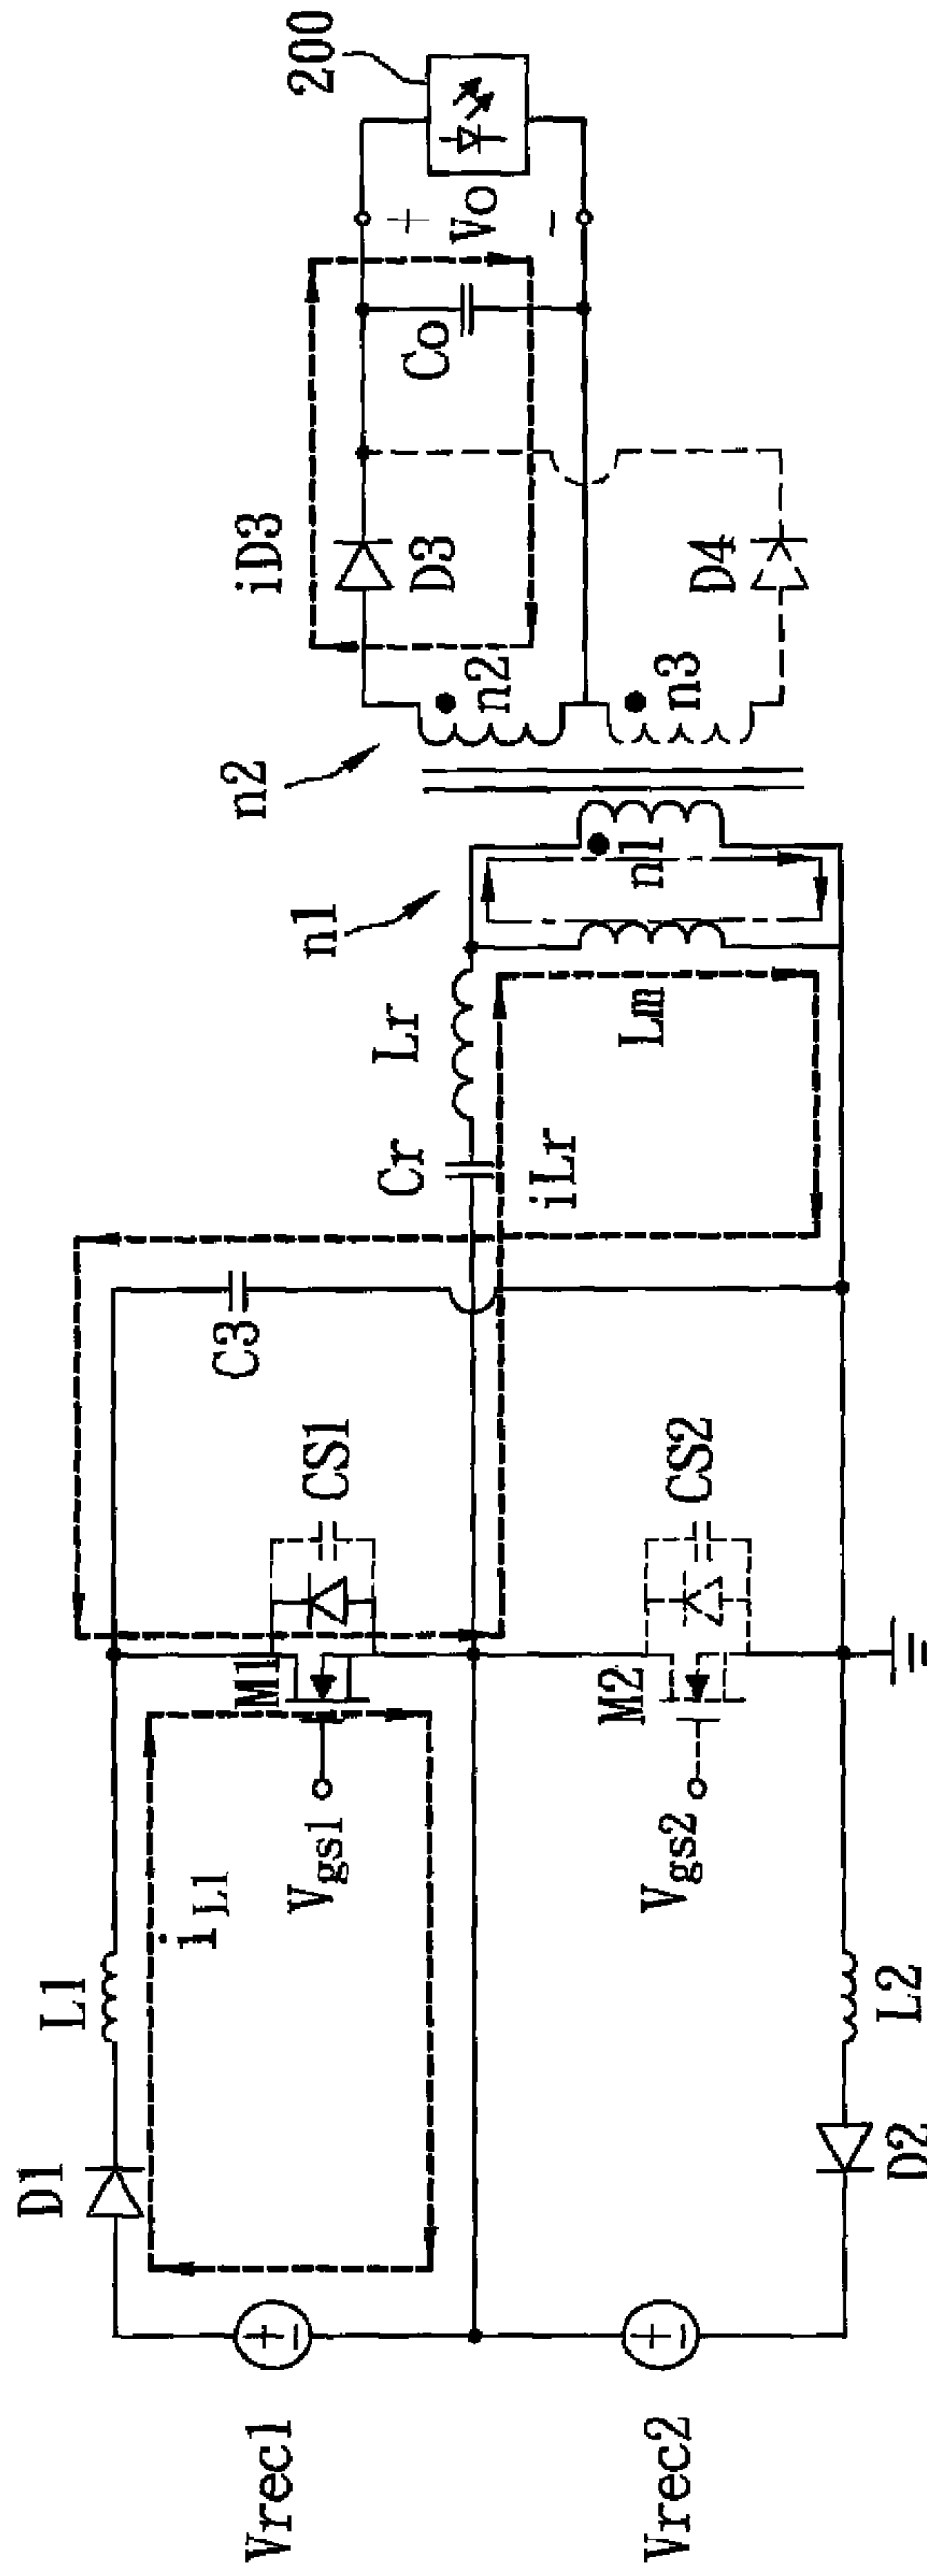 200
+
Vo
-
Co
iD3
D3
D4
n2
n2
n3
n1
n1
Lm
Lr
Cr
iLr
C3
CS1
CS2
M1
M2
Vgs1
Vgs2
iL1
L1
L2
D1
D2
+
-
+
-
Vrec1
Vrec2